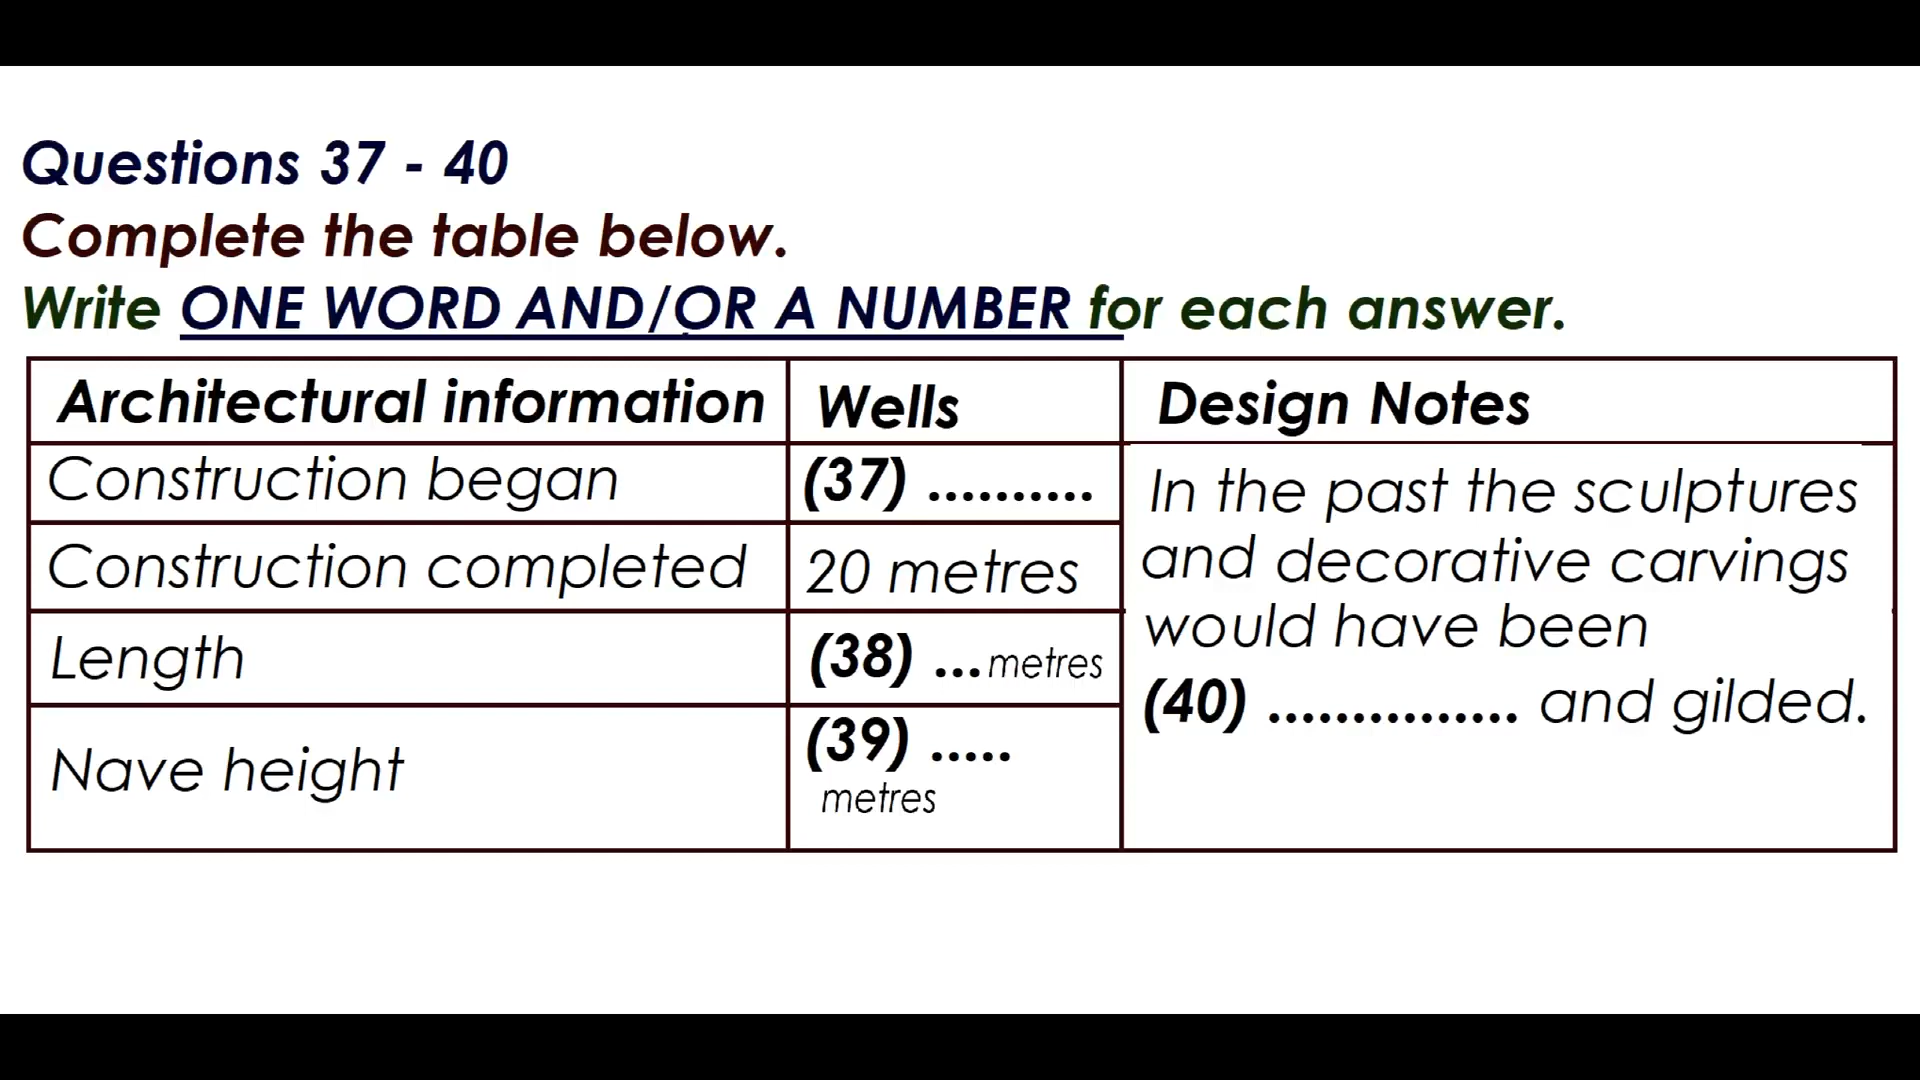 Questions 37 - 40
Complete the table below.
Write ONE WORD AND/OR A NUMBER for each answer.
Architectural information Wells Design Notes
Construction began (37) ..........
Construction completed 20 metres
Length (38) ... metres
Nave height (39) .....
metres
In the past the sculptures
and decorative carvings
would have been
(40) ............... and gilded.